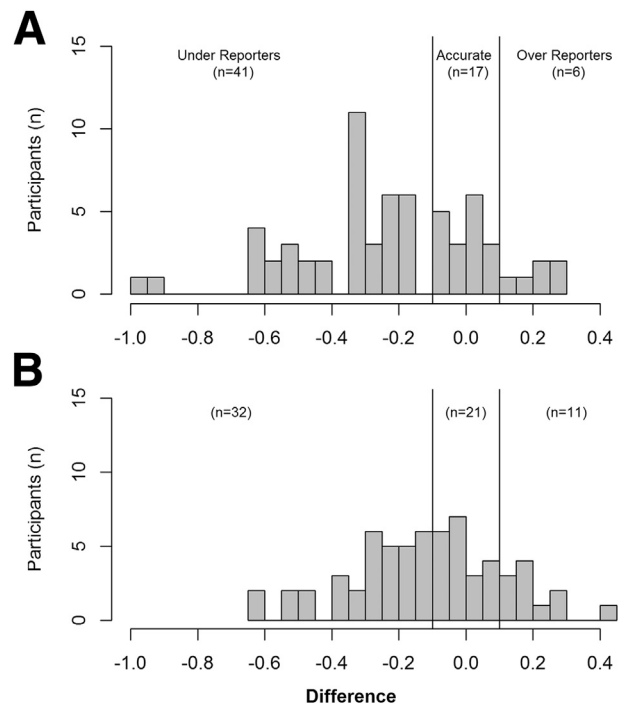 A
15
10
5
0
Participants (n)
Under Reporters
(n=41)
Accurate
(n=17)
Over Reporters
(n=6)
-1.0 -0.8 -0.6 -0.4 -0.2 0.0 0.2 0.4
B
15
10
5
0
Participants (n)
(n=32)
(n=21)
(n=11)
-1.0 -0.8 -0.6 -0.4 -0.2 0.0 0.2 0.4
Difference